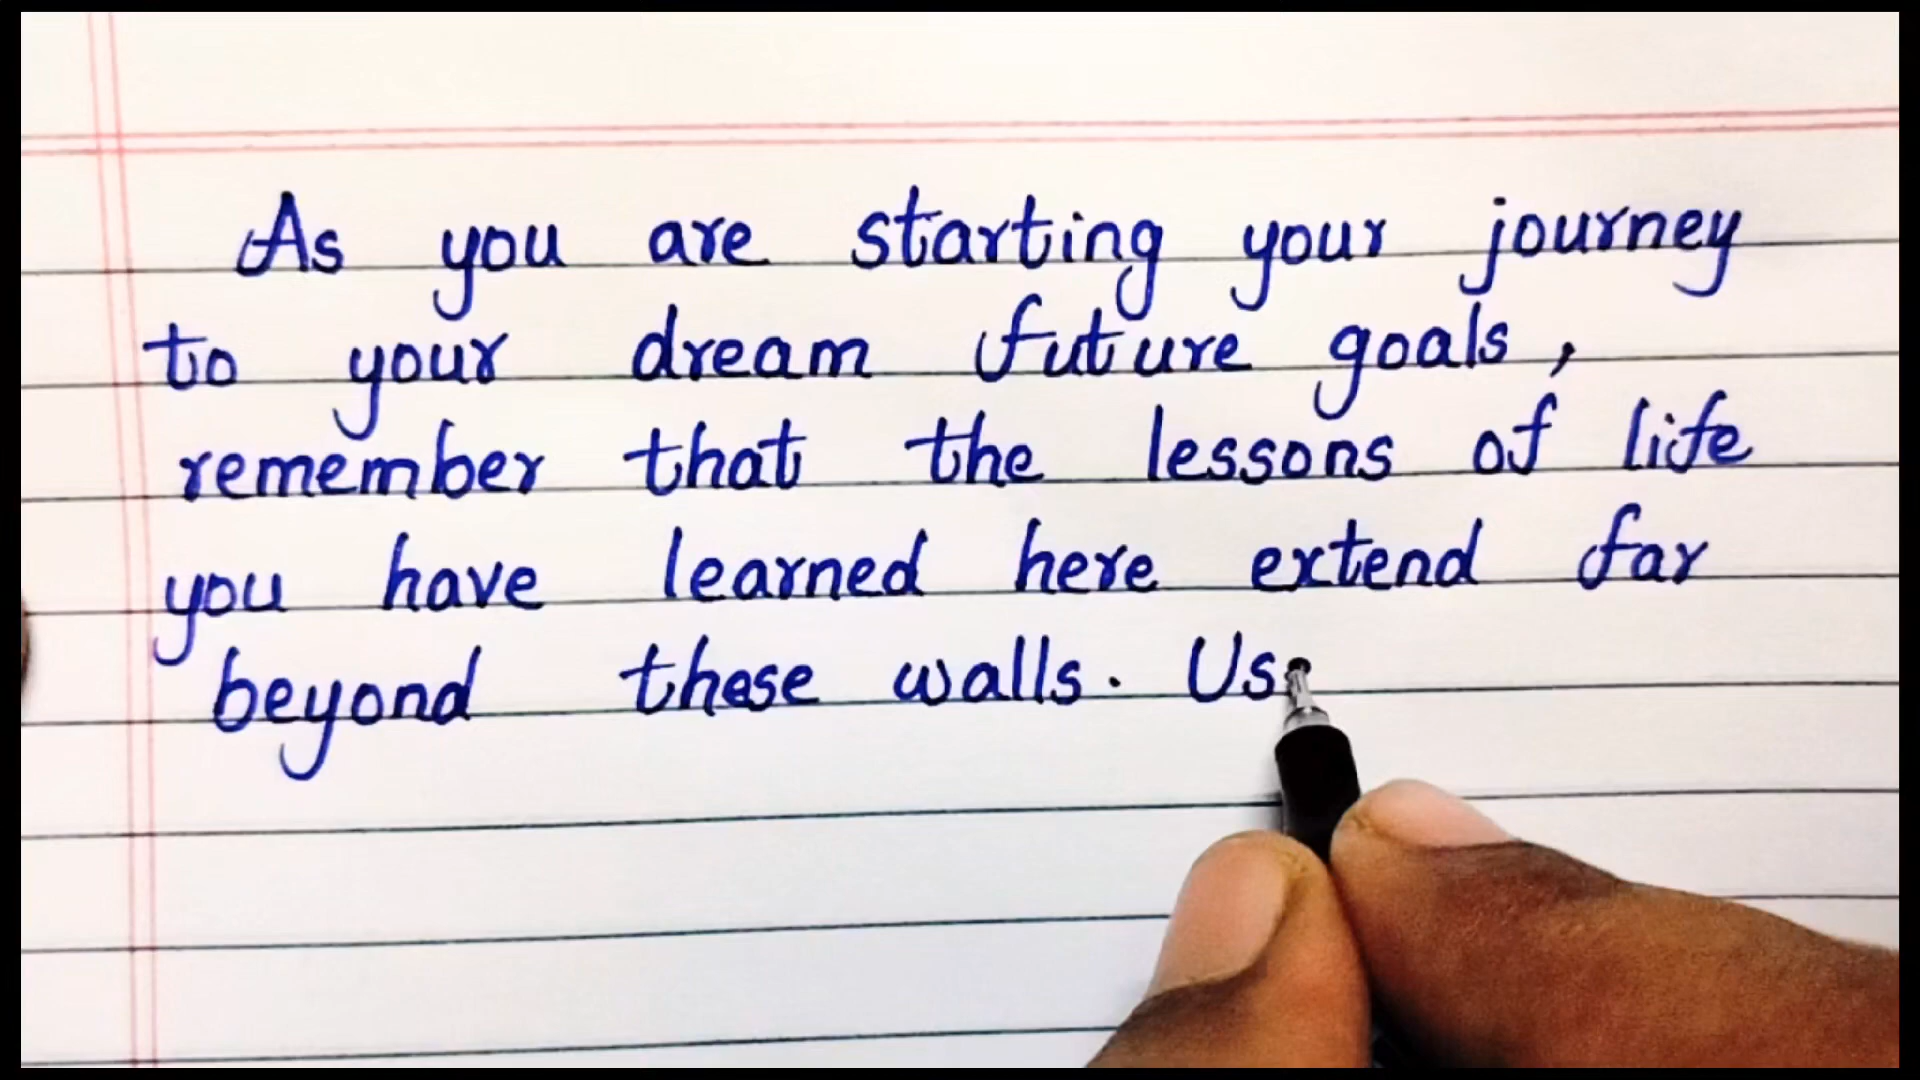 As you are starting your journey
to your dream future goals,
remember that the lessons of life
you have learned here extend far
beyond these walls. Us